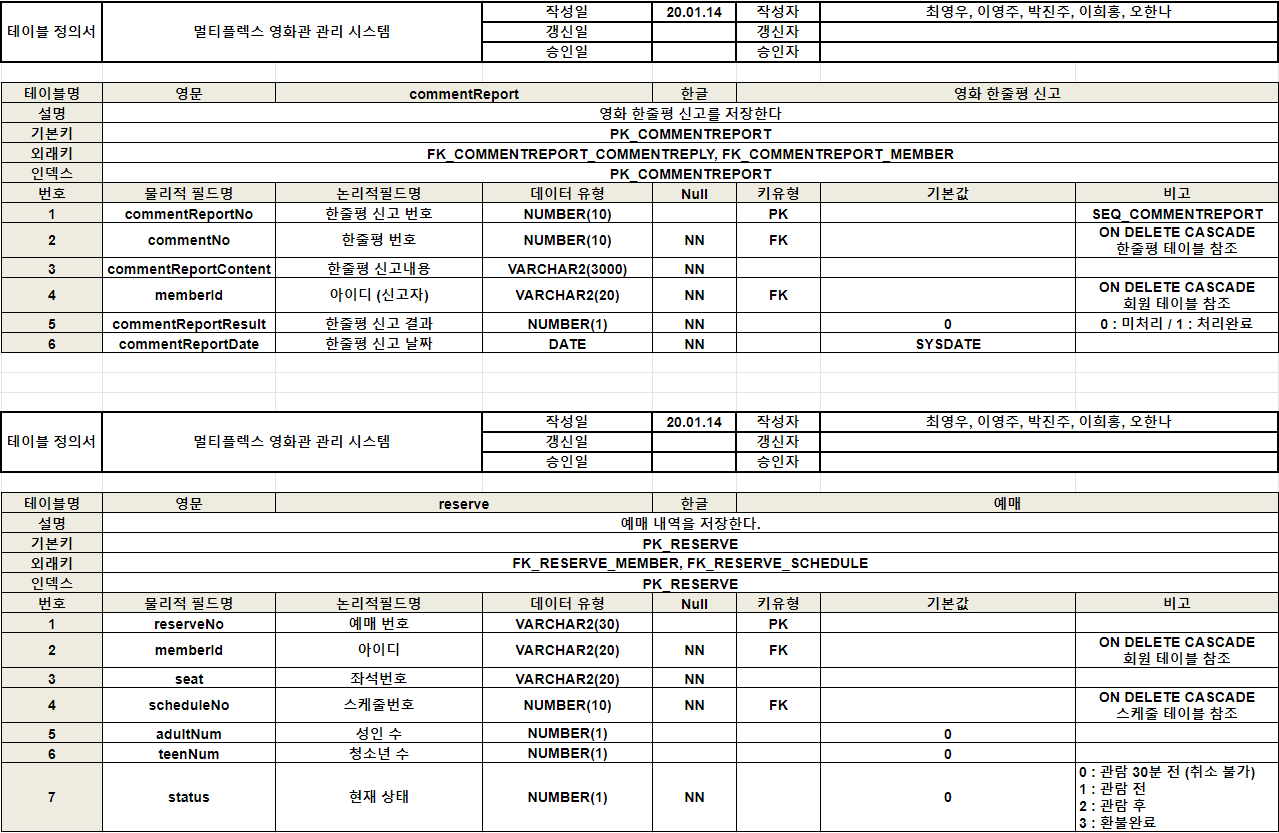 테이블 정의서 멀티플렉스 영화관 관리 시스템 작성일 20.01.14 작성자 최영우, 이영주, 박진주, 이희홍, 오한나
갱신일 갱신자
승인일 승인자
테이블명 영문 commentReport 한글 영화 한줄평 신고
설명 영화 한줄평 신고를 저장한다
기본키 PK_COMMENTREPORT
외래키 FK_COMMENTREPORT_COMMENTREPLY, FK_COMMENTREPORT_MEMBER
인덱스 PK_COMMENTREPORT
번호 물리적 필드명 논리적필드명 데이터 유형 Null 키유형 기본값 비고
1 commentReportNo 한줄평 신고 번호 NUMBER(10) PK SEQ_COMMENTREPORT
2 commentNo 한줄평 번호 NUMBER(10) NN FK ON DELETE CASCADE
한줄평 테이블 참조
3 commentReportContent 한줄평 신고내용 VARCHAR2(3000) NN
4 memberId 아이디 (신고자) VARCHAR2(20) NN FK ON DELETE CASCADE
회원 테이블 참조
5 commentReportResult 한줄평 신고 결과 NUMBER(1) NN 0 0 : 미처리 / 1 : 처리완료
6 commentReportDate 한줄평 신고 날짜 DATE NN SYSDATE
테이블 정의서 멀티플렉스 영화관 관리 시스템 작성일 20.01.14 작성자 최영우, 이영주, 박진주, 이희홍, 오한나
갱신일 갱신자
승인일 승인자
테이블명 영문 reserve 한글 예매
설명 예매 내역을 저장한다.
기본키 PK_RESERVE
외래키 FK_RESERVE_MEMBER, FK_RESERVE_SCHEDULE
인덱스 PK_RESERVE
번호 물리적 필드명 논리적필드명 데이터 유형 Null 키유형 기본값 비고
1 reserveNo 예매 번호 VARCHAR2(30) PK
2 memberId 아이디 VARCHAR2(20) NN FK ON DELETE CASCADE
회원 테이블 참조
3 seat 좌석번호 VARCHAR2(20) NN
4 scheduleNo 스케줄번호 NUMBER(10) NN FK ON DELETE CASCADE
스케줄 테이블 참조
5 adultNum 성인 수 NUMBER(1) 0
6 teenNum 청소년 수 NUMBER(1) 0
7 status 현재 상태 NUMBER(1) NN 0 0 : 관람 30분 전 (취소 불가)
1 : 관람 전
2 : 관람 후
3 : 환불완료